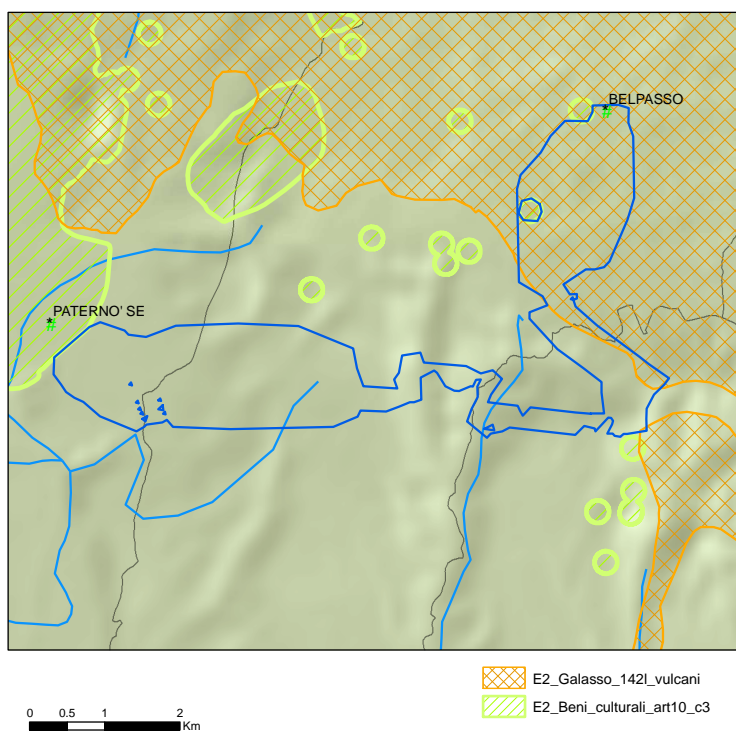 BELPASSO
PATERNO' SE
E2_Galasso_142l_vulcani
E2_Beni_culturali_art10_c3
0 0.5 1 2
Km